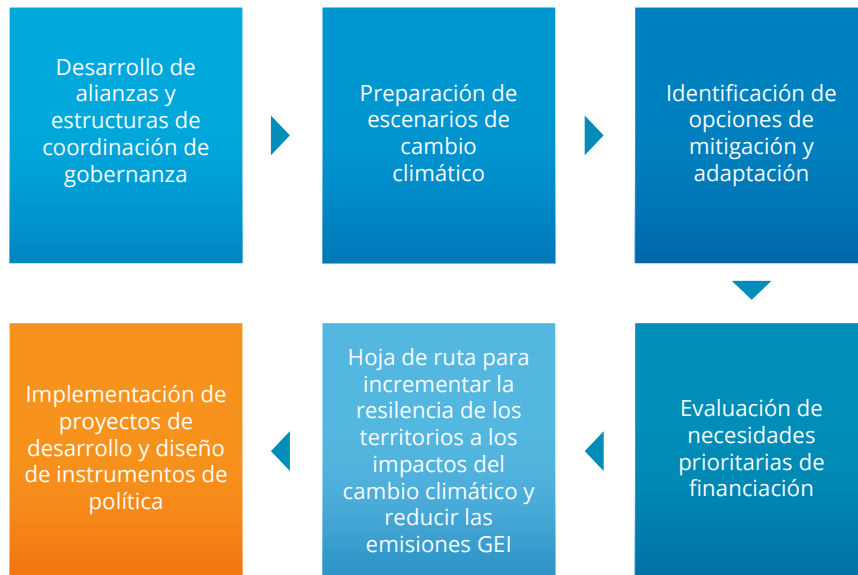 Desarrollo de
alianzas y
estructuras de
coordinación de
gobernanza
Preparación de
escenarios de
cambio
climático
Identificación de
opciones de
mitigación y
adaptación
Evaluación de
necesidades
prioritarias de
financiación
Hoja de ruta para
incrementar la
resilencia de los
territorios a los
impactos del
cambio climático y
reducir las
emisiones GEI
Implementación de
proyectos de
desarrollo y diseño
de instrumentos de
política